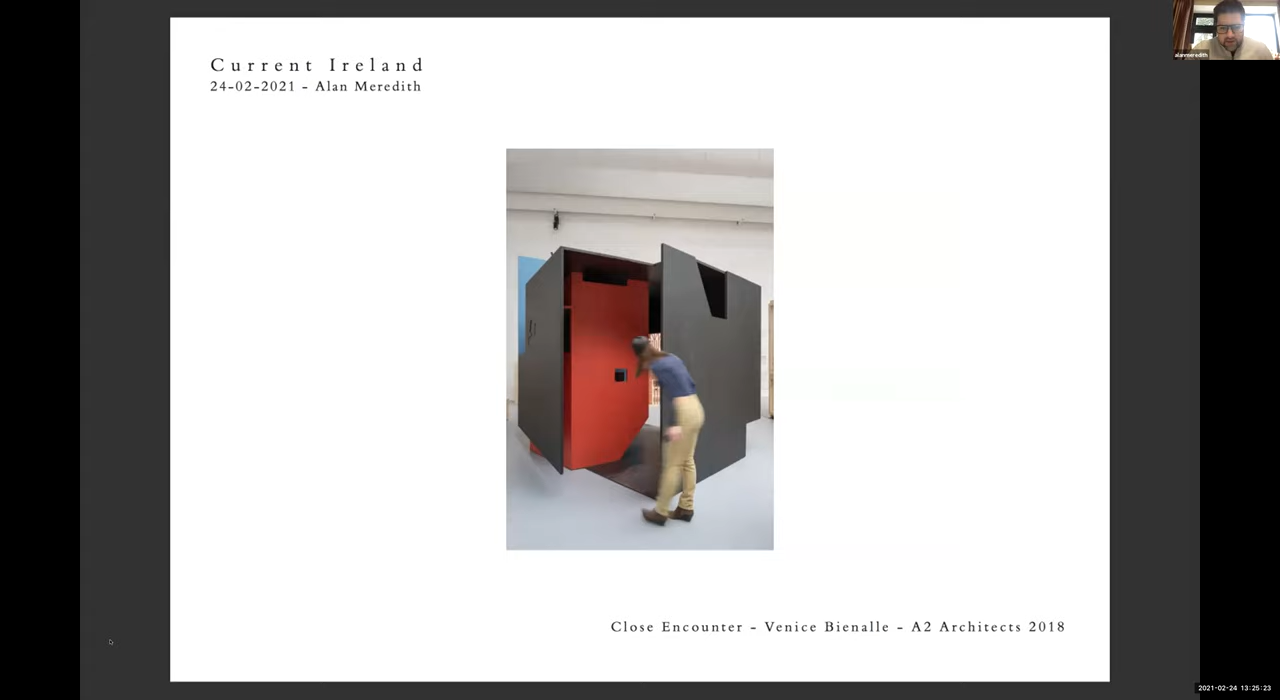 Current Ireland
24-02-2021 - Alan Meredith
alanmeredith
Close Encounter - Venice Bienalle - A2 Architects 2018
2021-02-24 13:25:23